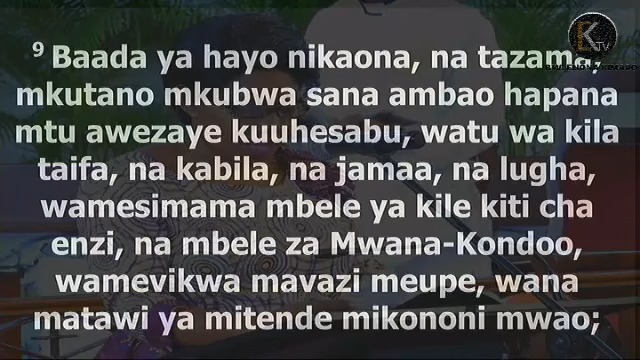 ⁹ Baada ya hayo nikaona, na tazama,
mkutano mkubwa sana ambao hapana
mtu awezaye kuuhesabu, watu wa kila
taifa, na kabila, na jamaa, na lugha,
wamesimama mbele ya kile kiti cha
enzi, na mbele za Mwana-Kondoo,
wamevikwa mavazi meupe, wana
matawi ya mitende mikononi mwao;
TV